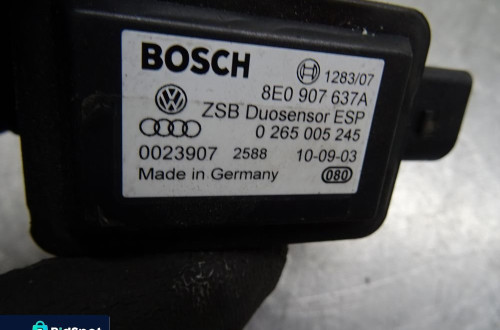 BOSCH 1283/07
8E0 907 637A
ZSB Duosensor ESP
0 265 005 245
0023907 2588 10-09-03
Made in Germany 080
BidSpot